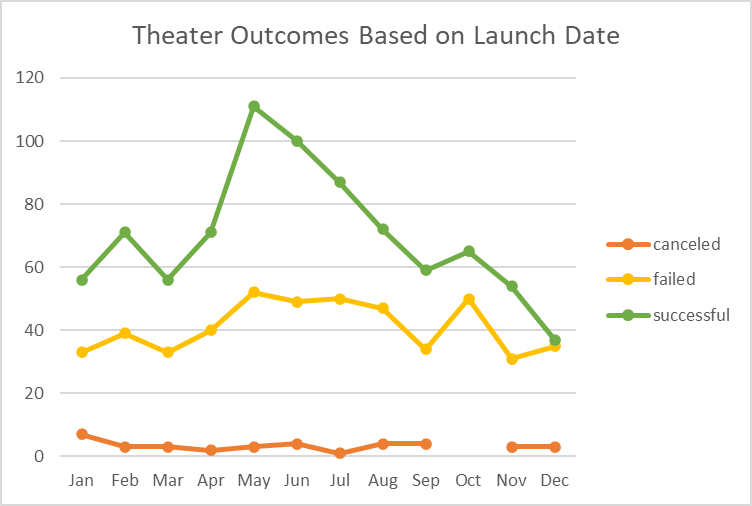 Theater Outcomes Based on Launch Date
120
100
80
60
40
20
0
Jan Feb Mar Apr May Jun Jul Aug Sep Oct Nov Dec
canceled
failed
successful